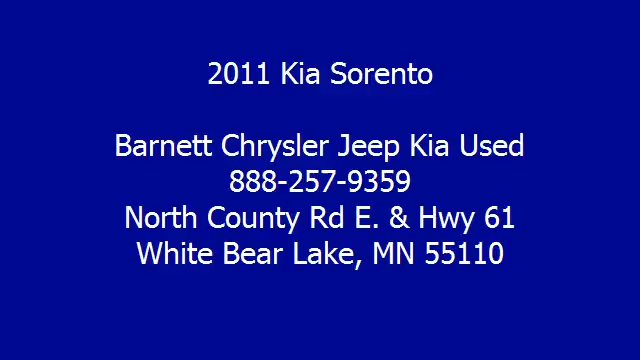 2011 Kia Sorento
Barnett Chrysler Jeep Kia Used
888-257-9359
North County Rd E. & Hwy 61
White Bear Lake, MN 55110